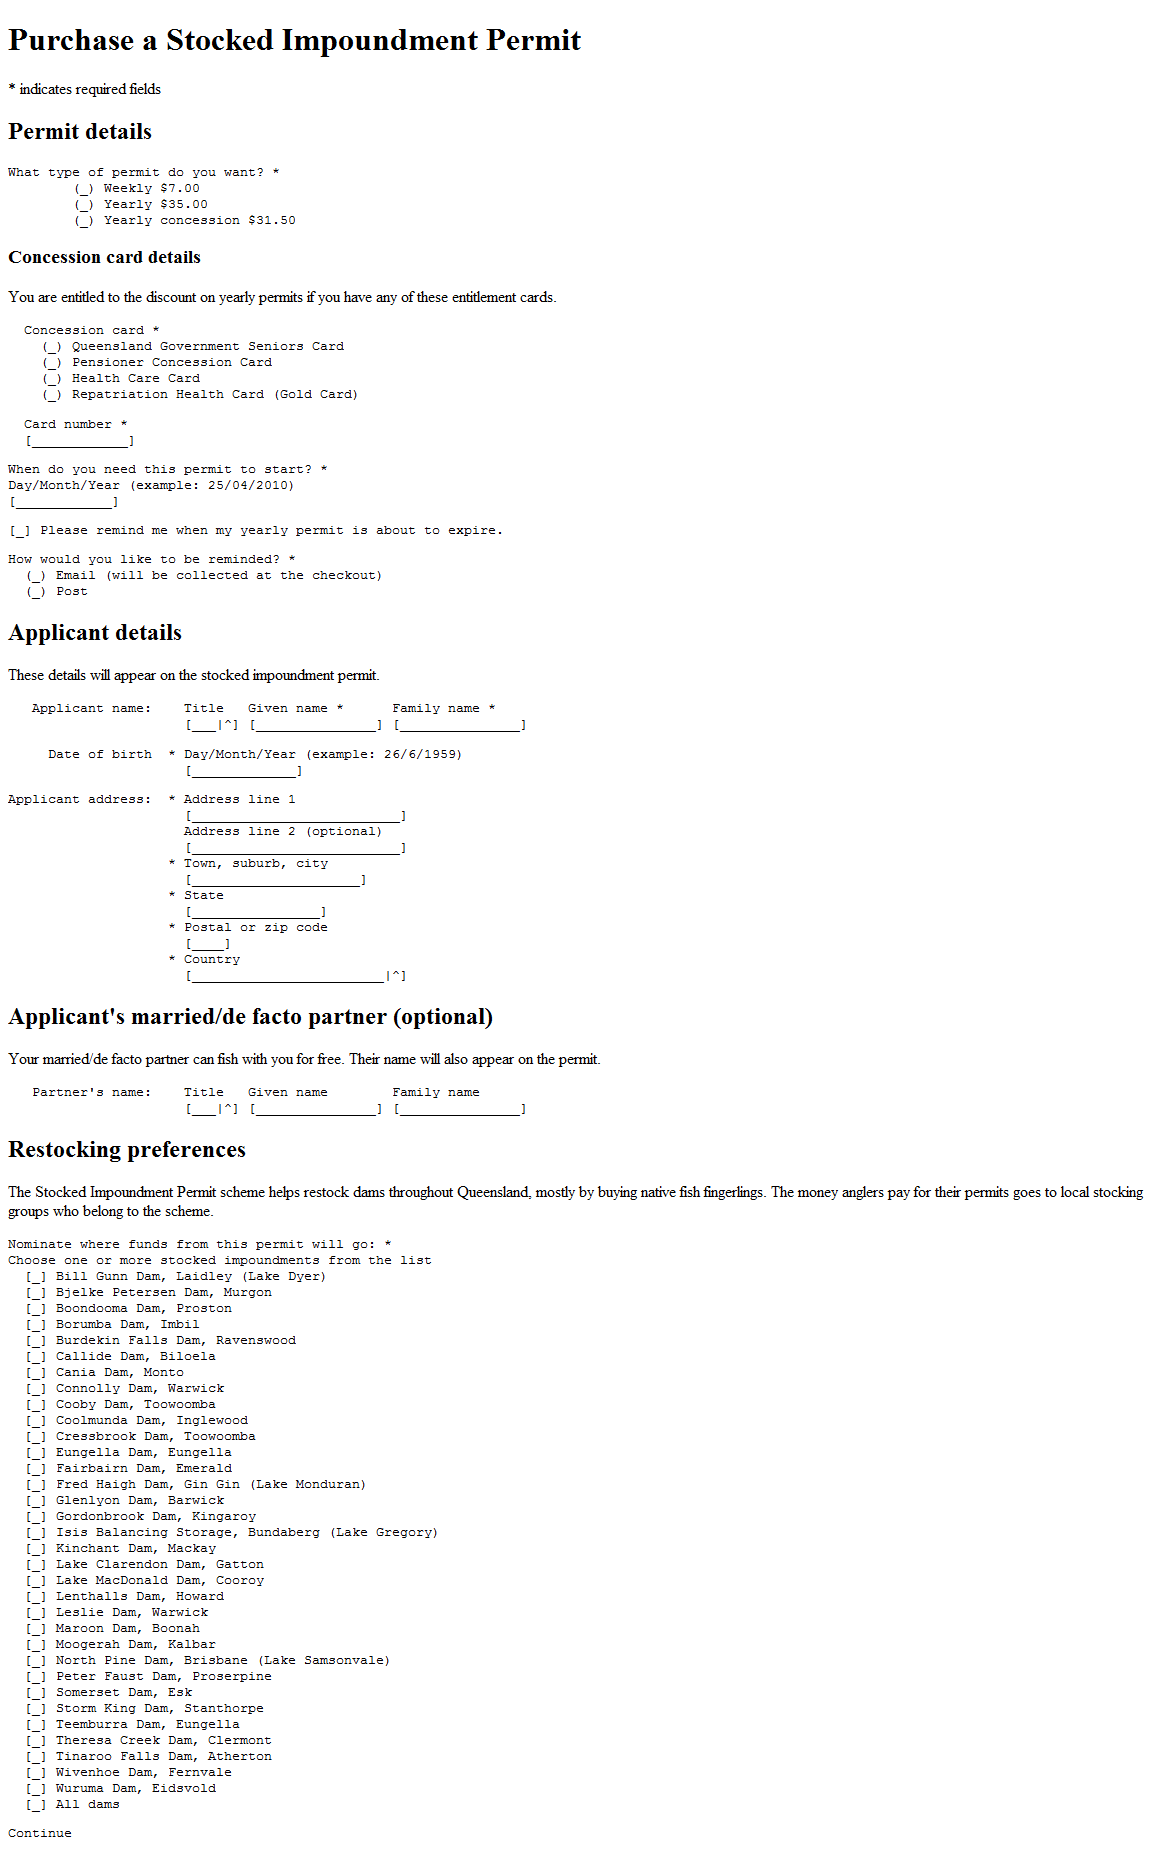 Purchase a Stocked Impoundment Permit
* indicates required fields
Permit details
What type of permit do you want? *
(_) Weekly $7.00
(_) Yearly $35.00
(_) Yearly concession $31.50
Concession card details
You are entitled to the discount on yearly permits if you have any of these entitlement cards.
Concession card *
(_) Queensland Government Seniors Card
(_) Pensioner Concession Card
(_) Health Care Card
(_) Repatriation Health Card (Gold Card)
Card number *
[____________]
When do you need this permit to start? *
Day/Month/Year (example: 25/04/2010)
[____________]
[_] Please remind me when my yearly permit is about to expire.
How would you like to be reminded? *
(_) Email (will be collected at the checkout)
(_) Post
Applicant details
These details will appear on the stocked impoundment permit.
Applicant name: Title Given name * Family name *
[___|^] [_______________] [_______________]
Date of birth * Day/Month/Year (example: 26/6/1959)
[_____________]
Applicant address: * Address line 1
[__________________________]
Address line 2 (optional)
[__________________________]
* Town, suburb, city
[_____________________]
* State
[________________]
* Postal or zip code
[____]
* Country
[________________________|^]
Applicant's married/de facto partner (optional)
Your married/de facto partner can fish with you for free. Their name will also appear on the permit.
Partner's name: Title Given name Family name
[___|^] [_______________] [_______________]
Restocking preferences
The Stocked Impoundment Permit scheme helps restock dams throughout Queensland, mostly by buying native fish fingerlings. The money anglers pay for their permits goes to local stocking
groups who belong to the scheme.
Nominate where funds from this permit will go: *
Choose one or more stocked impoundments from the list
[_] Bill Gunn Dam, Laidley (Lake Dyer)
[_] Bjelke Petersen Dam, Murgon
[_] Boondooma Dam, Proston
[_] Borumba Dam, Imbil
[_] Burdekin Falls Dam, Ravenswood
[_] Callide Dam, Biloela
[_] Cania Dam, Monto
[_] Connolly Dam, Warwick
[_] Cooby Dam, Toowoomba
[_] Coolmunda Dam, Inglewood
[_] Cressbrook Dam, Toowoomba
[_] Eungella Dam, Eungella
[_] Fairbairn Dam, Emerald
[_] Fred Haigh Dam, Gin Gin (Lake Monduran)
[_] Glenlyon Dam, Barwick
[_] Gordonbrook Dam, Kingaroy
[_] Isis Balancing Storage, Bundaberg (Lake Gregory)
[_] Kinchant Dam, Mackay
[_] Lake Clarendon Dam, Gatton
[_] Lake MacDonald Dam, Cooroy
[_] Lenthalls Dam, Howard
[_] Leslie Dam, Warwick
[_] Maroon Dam, Boonah
[_] Moogerah Dam, Kalbar
[_] North Pine Dam, Brisbane (Lake Samsonvale)
[_] Peter Faust Dam, Proserpine
[_] Somerset Dam, Esk
[_] Storm King Dam, Stanthorpe
[_] Teemburra Dam, Eungella
[_] Theresa Creek Dam, Clermont
[_] Tinaroo Falls Dam, Atherton
[_] Wivenhoe Dam, Fernvale
[_] Wuruma Dam, Eidsvold
[_] All dams
Continue